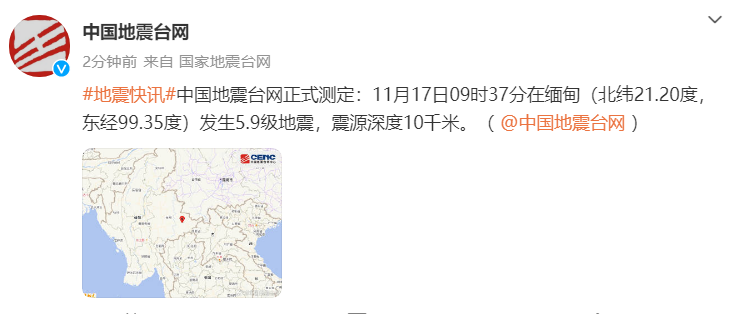 中国地震台网
2分钟前 来自 国家地震台网
#地震快讯#中国地震台网正式测定：11月17日09时37分在缅甸（北纬21.20度，
东经99.35度）发生5.9级地震，震源深度10千米。（ @中国地震台网 ）
CENC